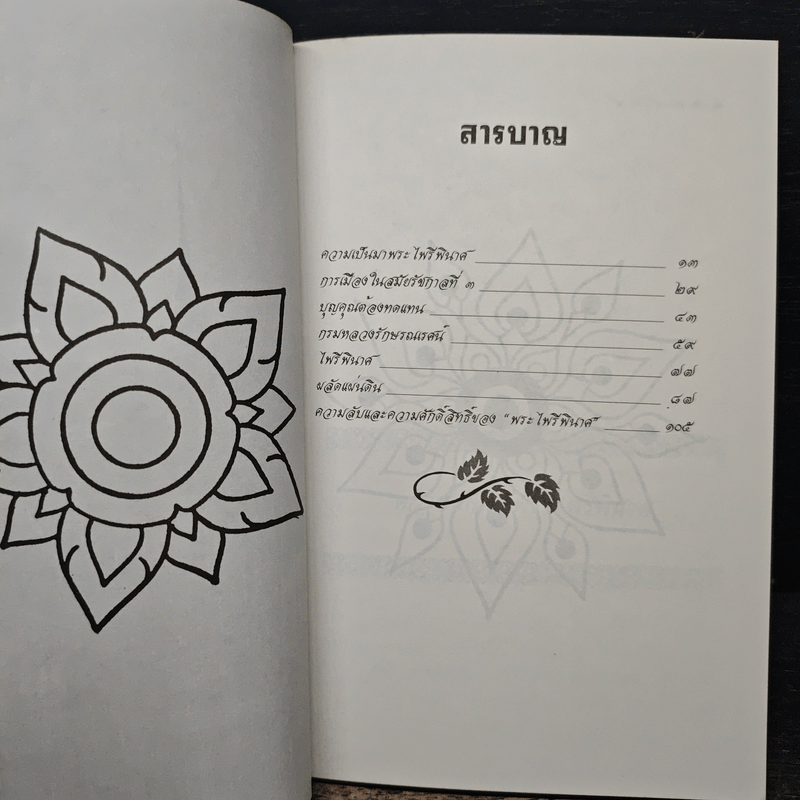 สารบาญ
ความเป็นมาพระไพรีพินาศ ๑๓
การเมืองในสมัยรัชกาลที่ ๓ ๒๙
บุญคุณต้องทดแทน ๔๓
กรมหลวงรักษรณเรศน์ ๕๙
ไพรีพินาศ ๗๗
ผลัดแผ่นดิน ๘๗
ความลับและความศักดิ์สิทธิ์ของ "พระไพรีพินาศ" ๑๐๕